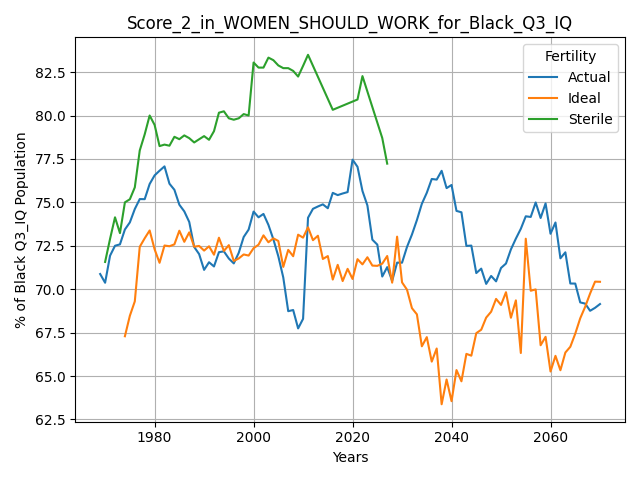 Score_2_in_WOMEN_SHOULD_WORK_for_Black_Q3_IQ
% of Black Q3_IQ Population
82.5
80.0
77.5
75.0
72.5
70.0
67.5
65.0
62.5
Fertility
Actual
Ideal
Sterile
1980
2000
2020
2040
2060
Years